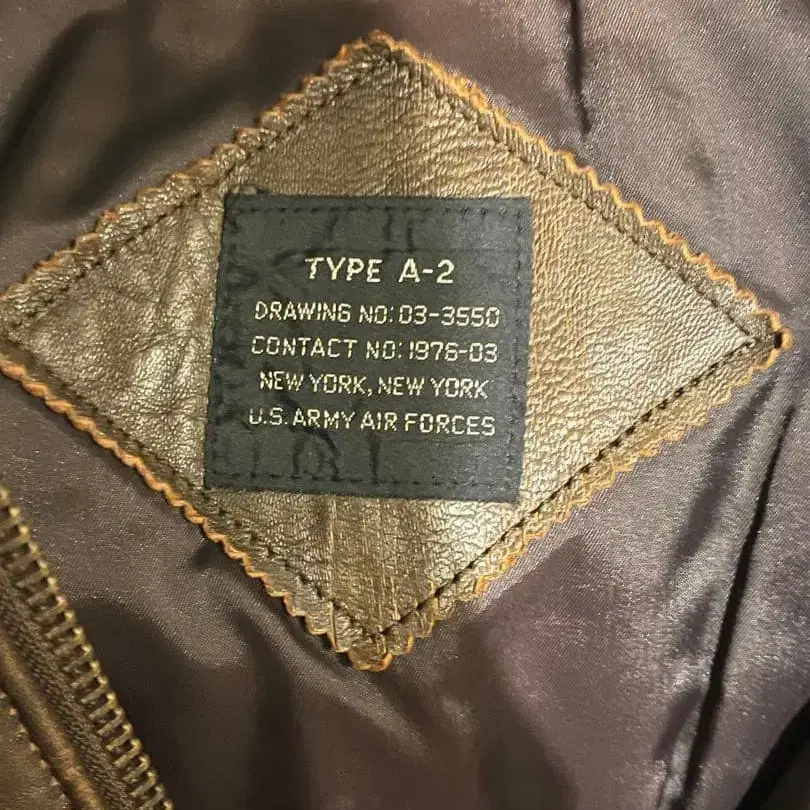 TYPE A-2
DRAWING NO: 03-3550
CONTACT NO: 1976-03
NEW YORK, NEW YORK
U.S. ARMY AIR FORCES